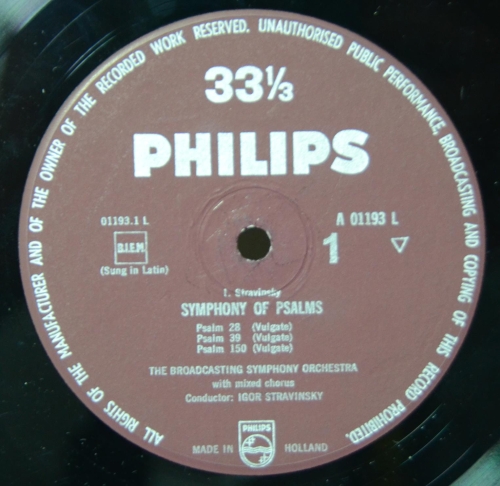 ALL RIGHTS OF THE MANUFACTURER AND OF THE OWNER OF THE RECORDED WORK RESERVED. UNAUTHORISED PUBLIC PERFORMANCE, BROADCASTING AND COPYING OF THIS RECORD PROHIBITED.
33⅓
PHILIPS
01193.1 L
A 01193 L
B.I.E.M.
1
(Sung in Latin)
I. Stravinsky
SYMPHONY OF PSALMS
Psalm 28 (Vulgate)
Psalm 39 (Vulgate)
Psalm 150 (Vulgate)
THE BROADCASTING SYMPHONY ORCHESTRA
with mixed chorus
Conductor: IGOR STRAVINSKY
PHILIPS
MADE IN HOLLAND